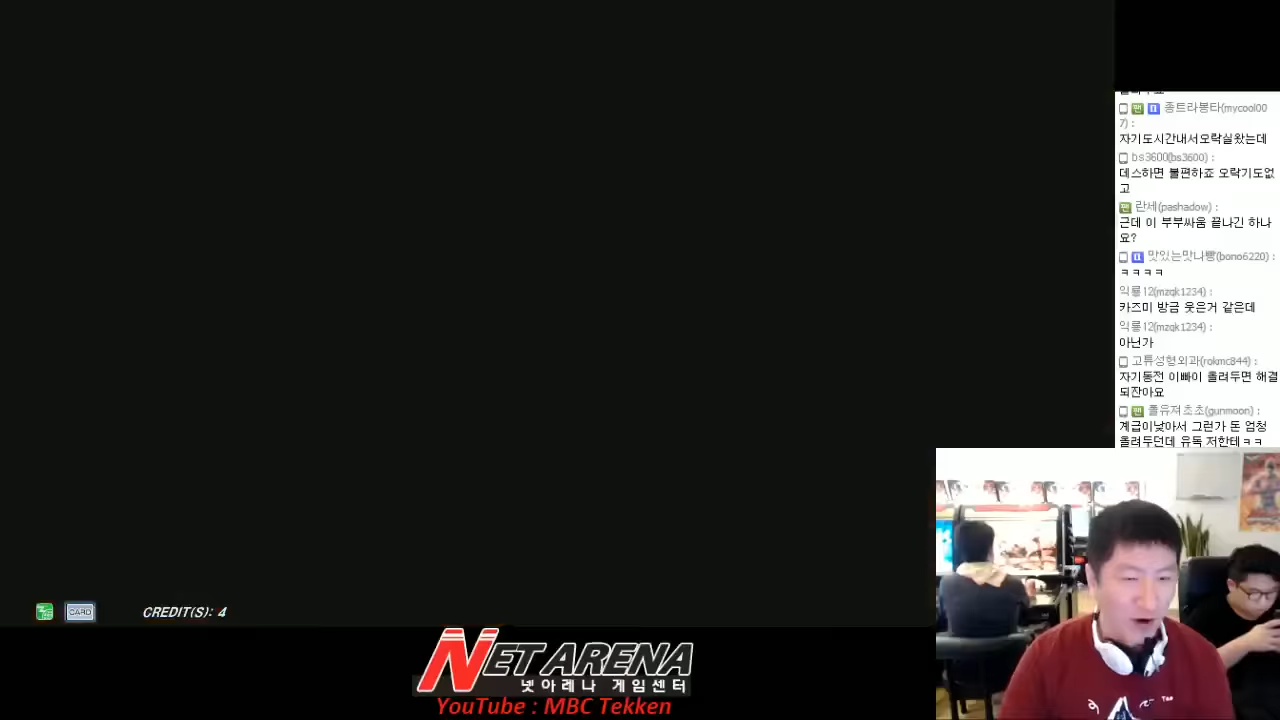 종트라봉타(mycool00
7) :
자기도시간내서오락실왔는데
bs3600(bs3600) :
데스하면 불편하죠 오락기도없
고
란세(pashadow) :
근데 이 부부싸움 끝나긴 하나
요?
맛있는맛나빵(bono6220) :
ㅋㅋㅋㅋ
익룡12(mzqk1234) :
카즈미 방금 웃은거 같은데
익룡12(mzqk1234) :
아닌가
고튜성형외과(rokmc844) :
자기동전 이빠이 올려두면 해결
되잔아요
폴유져초초(gunmoon) :
계급이낮아서 그런가 돈 엄청
올려두던데 유독 저한테ㅋㅋ
CARD
CREDIT(S): 4
NET ARENA
넷아레나 게임센터
YouTube : MBC Tekken